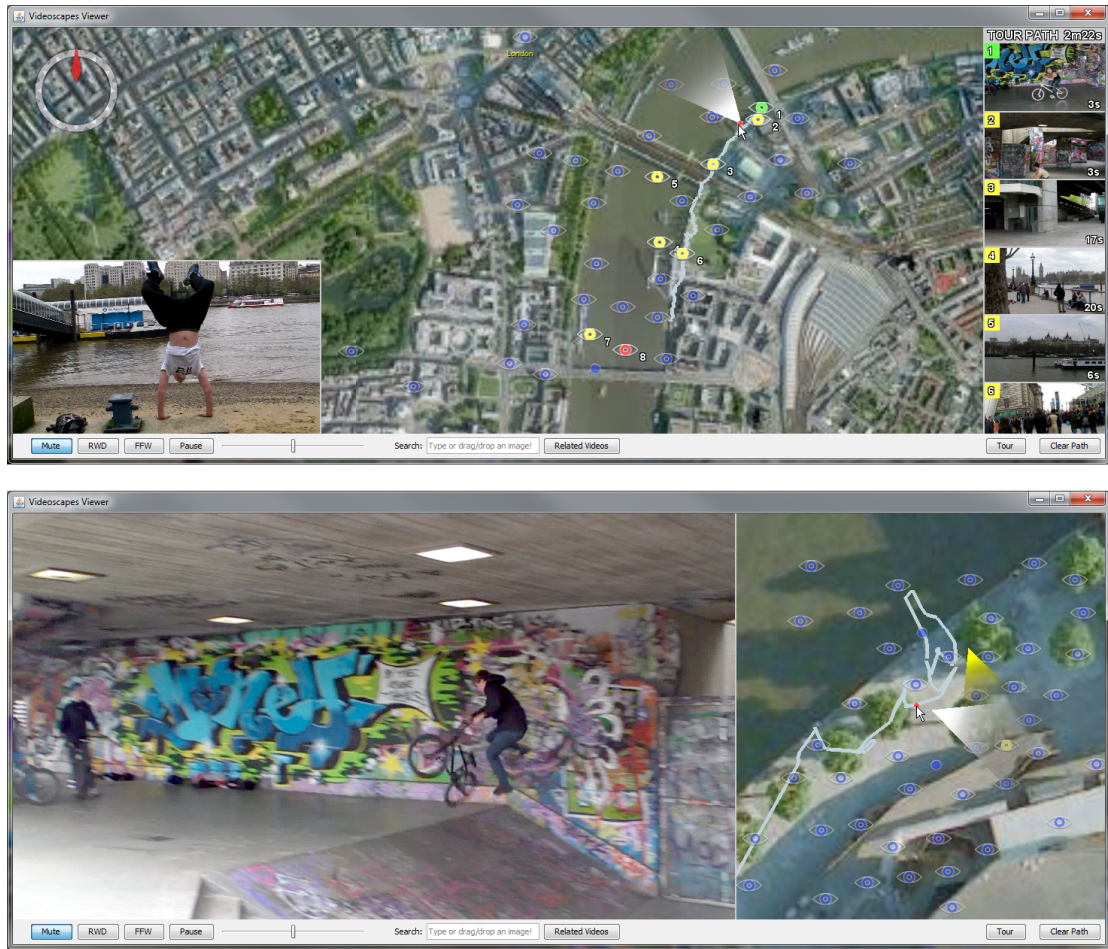 Videoscapes Viewer
London
TOUR PATH 2m22s
1
3s
2
3s
3
17s
4
20s
5
6s
6
1
2
3
5
4
6
7
8
Mute RWD FFW Pause Search: Type or drag/drop an image! Related Videos Tour Clear Path
Videoscapes Viewer
Mute RWD FFW Pause Search: Type or drag/drop an image! Related Videos Tour Clear Path